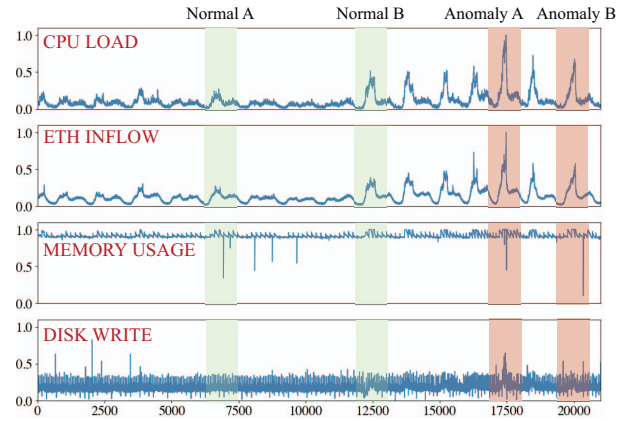 Normal A Normal B Anomaly A Anomaly B
1.0
CPU LOAD
0.5
0.0
1.0
ETH INFLOW
0.5
0.0
1.0
MEMORY USAGE
0.5
0.0
1.0
DISK WRITE
0.5
0.0
0 2500 5000 7500 10000 12500 15000 17500 20000